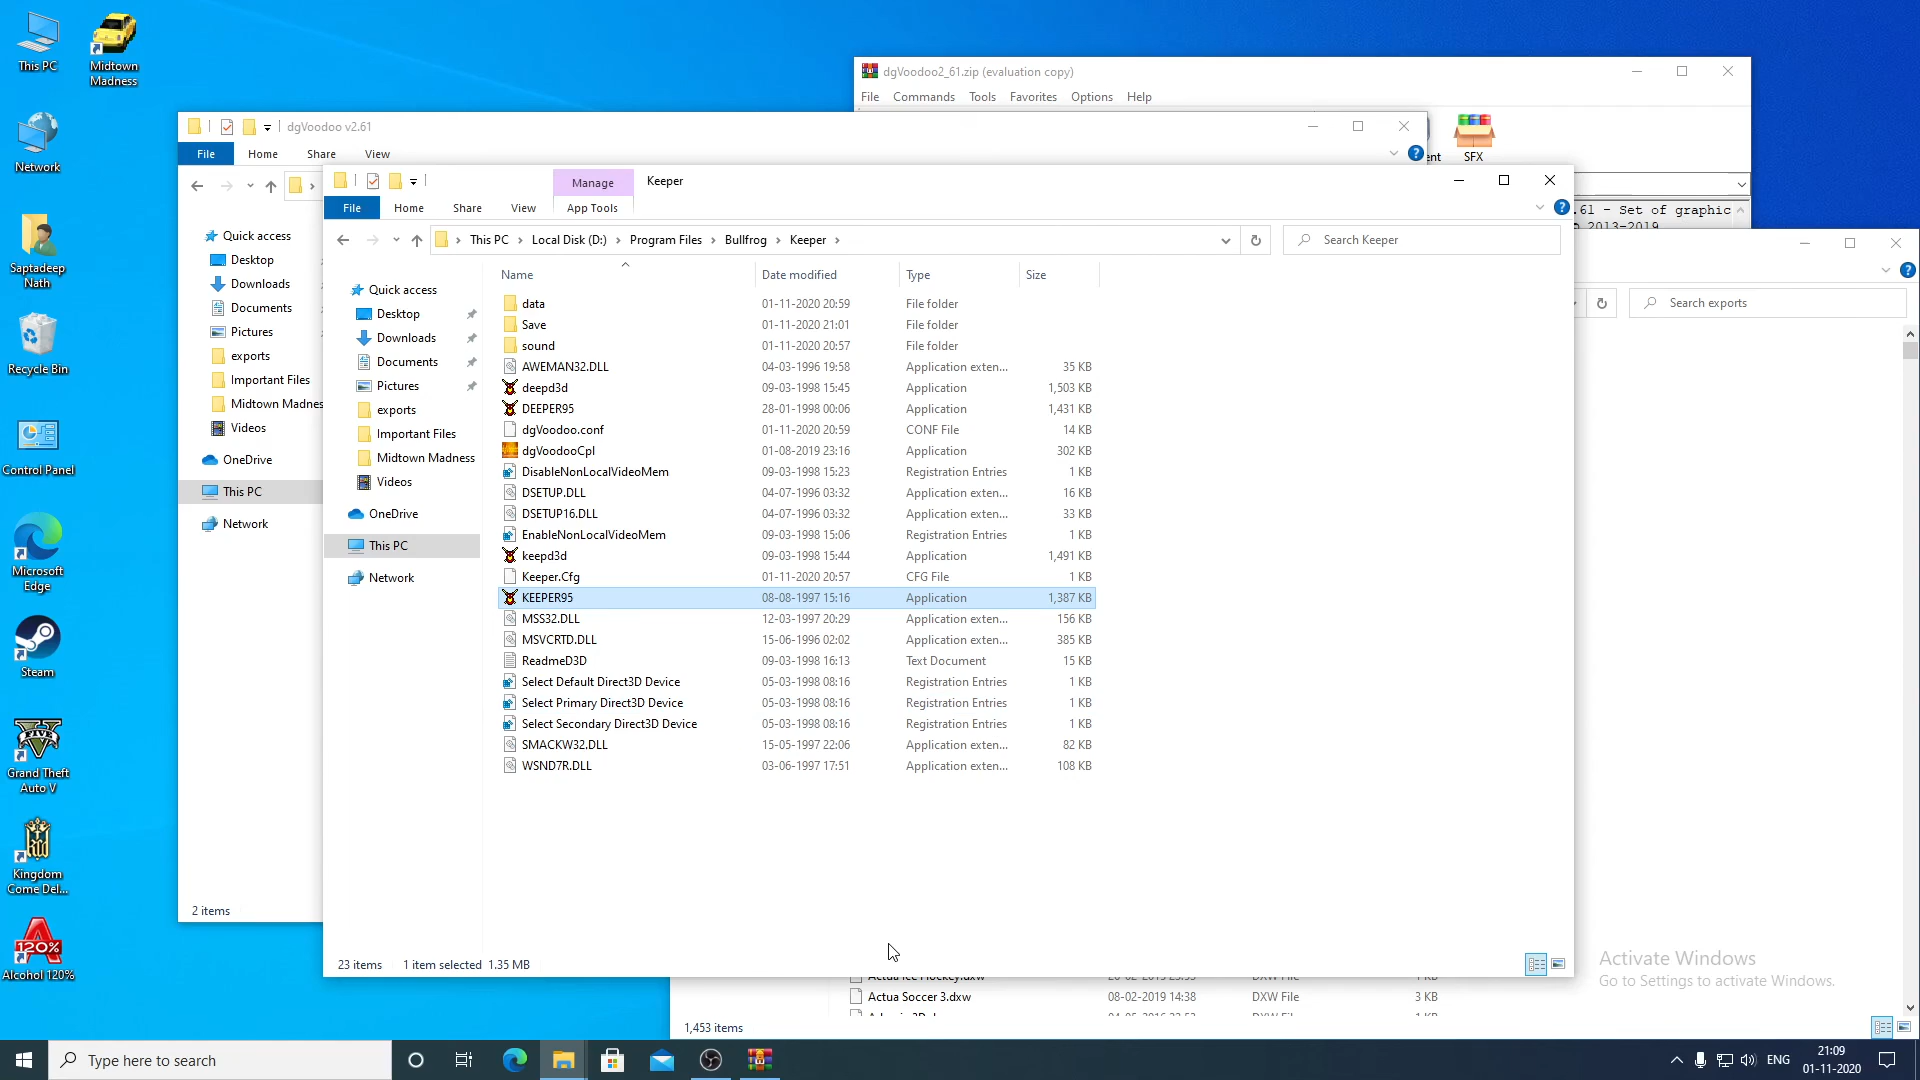 This PC
Midtown Madness
Network
Saptadeep Nath
Recycle Bin
Control Panel
Microsoft Edge
Steam
Grand Theft Auto V
Kingdom Come Del...
Alcohol 120%
dgVoodoo2_61.zip (evaluation copy)
File Commands Tools Favorites Options Help
SFX
.61 - Set of graphic
2013-2019
dgVoodoo v2.61
File Home Share View
Quick access
Desktop
Downloads
Documents
Pictures
exports
Important Files
Midtown Madnes
Videos
OneDrive
This PC
Network
2 items
Manage Keeper
File Home Share View App Tools
This PC › Local Disk (D:) › Program Files › Bullfrog › Keeper ›
Search Keeper
Quick access
Desktop
Downloads
Documents
Pictures
exports
Important Files
Midtown Madness
Videos
OneDrive
This PC
Network
Name Date modified Type Size
data 01-11-2020 20:59 File folder
Save 01-11-2020 21:01 File folder
sound 01-11-2020 20:57 File folder
AWEMAN32.DLL 04-03-1996 19:58 Application exten... 35 KB
deepd3d 09-03-1998 15:45 Application 1,503 KB
DEEPER95 28-01-1998 00:06 Application 1,431 KB
dgVoodoo.conf 01-11-2020 20:59 CONF File 14 KB
dgVoodooCpl 01-08-2019 23:16 Application 302 KB
DisableNonLocalVideoMem 09-03-1998 15:23 Registration Entries 1 KB
DSETUP.DLL 04-07-1996 03:32 Application exten... 16 KB
DSETUP16.DLL 04-07-1996 03:32 Application exten... 33 KB
EnableNonLocalVideoMem 09-03-1998 15:06 Registration Entries 1 KB
keepd3d 09-03-1998 15:44 Application 1,491 KB
Keeper.Cfg 01-11-2020 20:57 CFG File 1 KB
KEEPER95 08-08-1997 15:16 Application 1,387 KB
MSS32.DLL 12-03-1997 20:29 Application exten... 156 KB
MSVCRTD.DLL 15-06-1996 02:02 Application exten... 385 KB
ReadmeD3D 09-03-1998 16:13 Text Document 15 KB
Select Default Direct3D Device 05-03-1998 08:16 Registration Entries 1 KB
Select Primary Direct3D Device 05-03-1998 08:16 Registration Entries 1 KB
Select Secondary Direct3D Device 05-03-1998 08:16 Registration Entries 1 KB
SMACKW32.DLL 15-05-1997 22:06 Application exten... 82 KB
WSND7R.DLL 03-06-1997 17:51 Application exten... 108 KB
23 items 1 item selected 1.35 MB
Search exports
Actua Soccer 3.dxw 08-02-2019 14:38 DXW File 3 KB
1,453 items
Activate Windows
Go to Settings to activate Windows.
Type here to search
ENG
21:09
01-11-2020